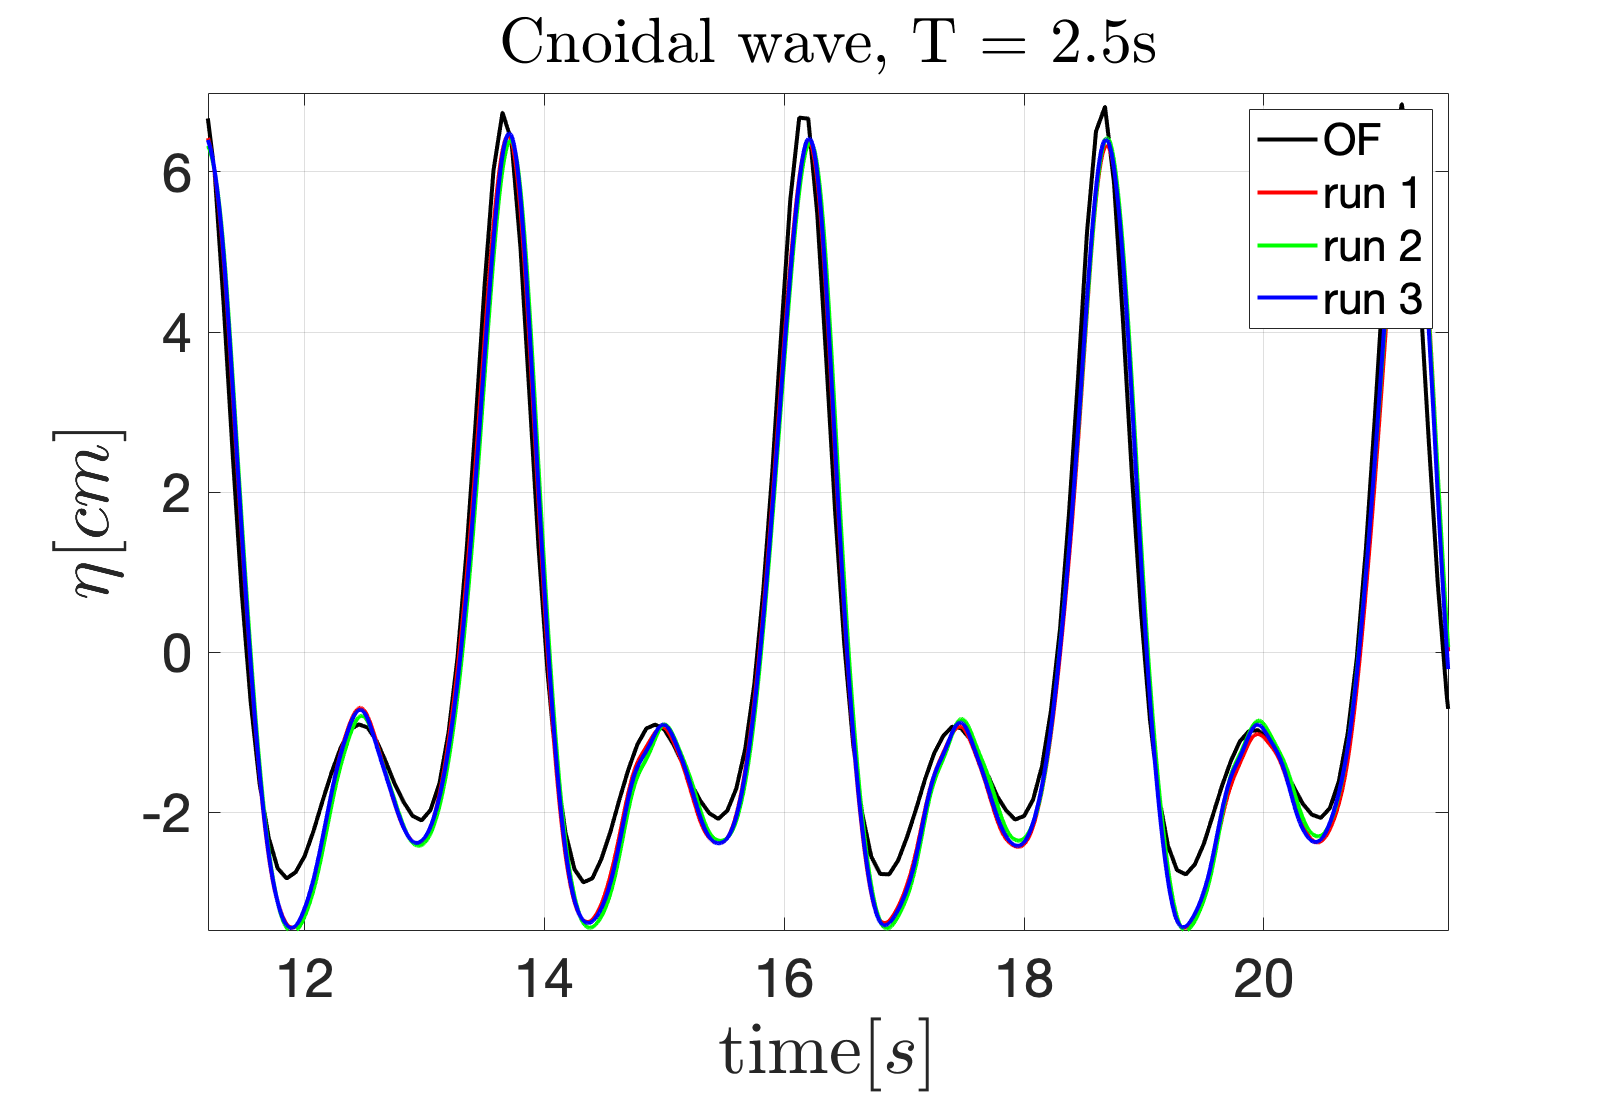 Cnoidal wave, T = 2.5s
OF
run 1
run 2
run 3
6
4
2
0
-2
η[cm]
12 14 16 18 20
time[s]